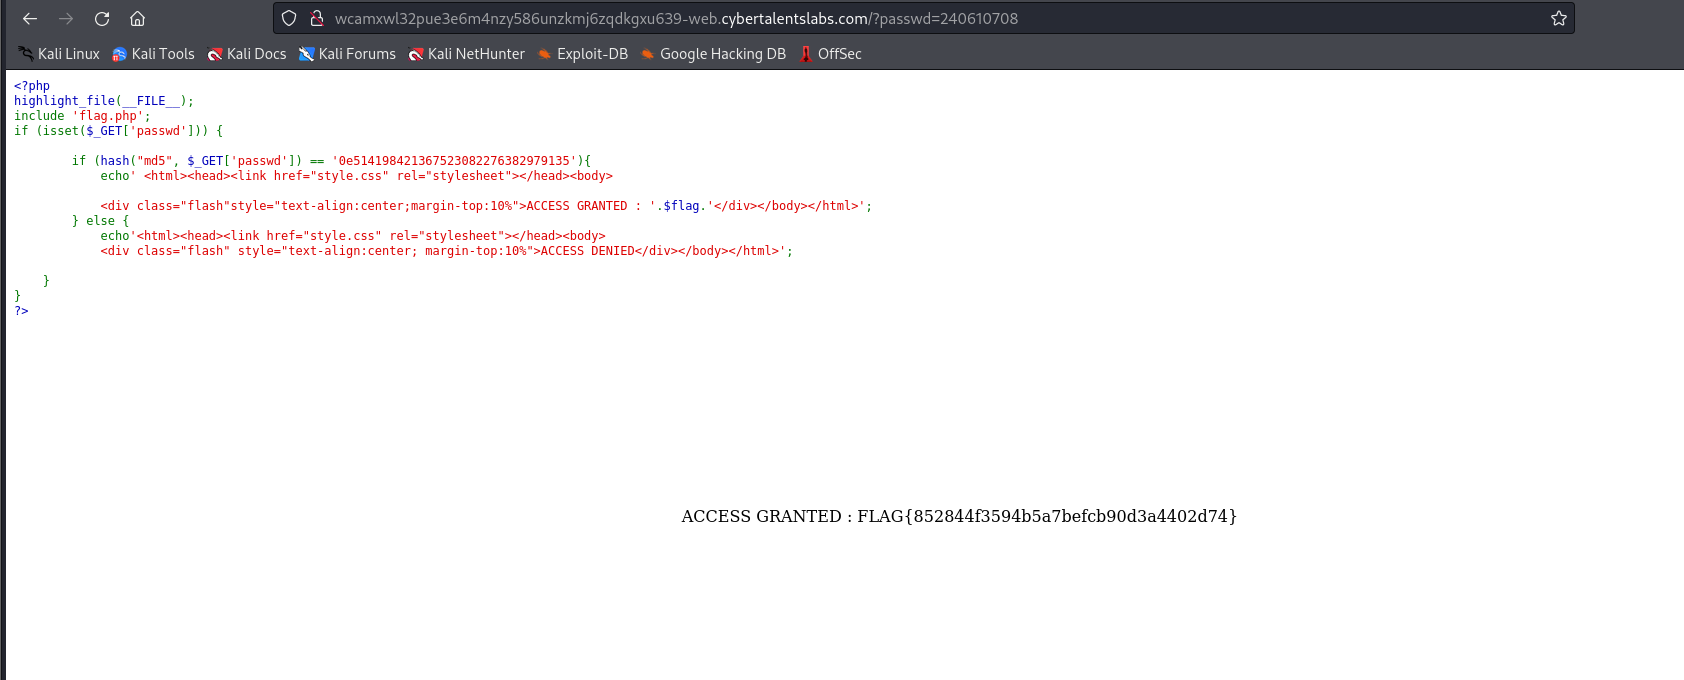 wcamxwl32pue3e6m4nzy586unzkmj6zqdkgxu639-web.cybertalentslabs.com/?passwd=240610708
Kali Linux Kali Tools Kali Docs Kali Forums Kali NetHunter Exploit-DB Google Hacking DB OffSec
<?php
highlight_file(__FILE__);
include 'flag.php';
if (isset($_GET['passwd'])) {
if (hash("md5", $_GET['passwd']) == '0e514198421367523082276382979135'){
echo' <html><head><link href="style.css" rel="stylesheet"></head><body>
<div class="flash"style="text-align:center;margin-top:10%">ACCESS GRANTED : '.$flag.'</div></body></html>';
} else {
echo'<html><head><link href="style.css" rel="stylesheet"></head><body>
<div class="flash" style="text-align:center; margin-top:10%">ACCESS DENIED</div></body></html>';
}
}
?>
ACCESS GRANTED : FLAG{852844f3594b5a7befcb90d3a4402d74}